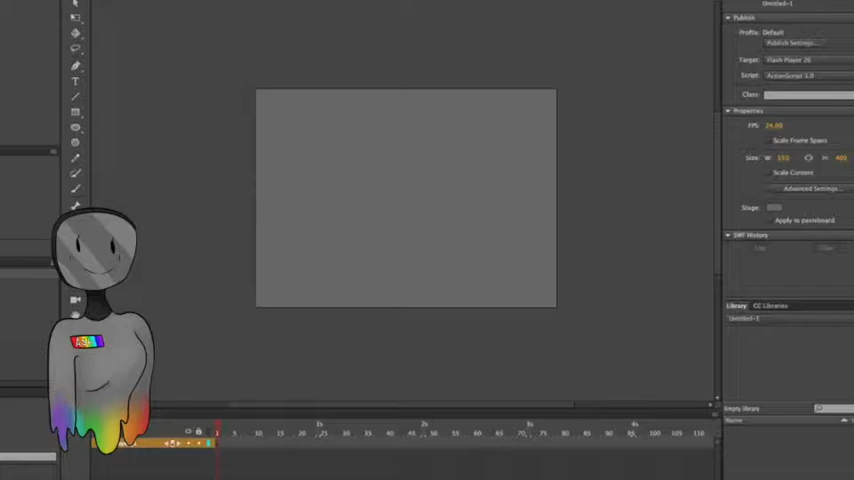 Untitled-1
Publish
Profile: Default
Publish Settings...
Target: Flash Player 26
Script: ActionScript 3.0
Class:
Properties
FPS: 24.00
Scale Frame Spans
Size: W: 550 H: 400
Scale Content
Advanced Settings...
Stage:
Apply to pasteboard
SWF History
Log Clear
Library CC Libraries
Untitled-1
Empty library
Name
1s 2s 3s 4s
1 5 10 15 20 25 30 35 40 45 50 55 60 65 70 75 80 85 90 95 100 105 110